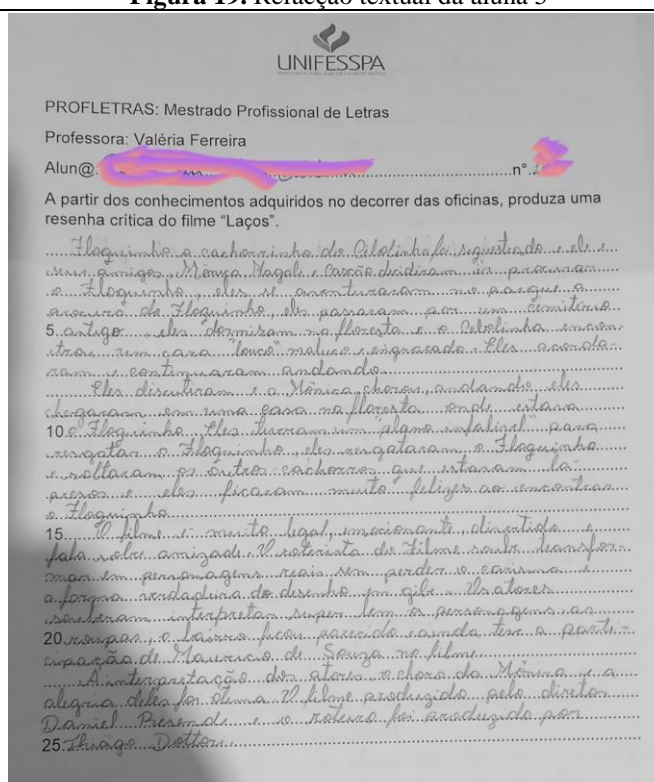 Figura 19. Refacção textual da aluna 3
UNIFESSPA
PROFLETRAS: Mestrado Profissional de Letras
Professora: Valéria Ferreira
Alun@. nº.
A partir dos conhecimentos adquiridos no decorrer das oficinas, produza uma
resenha crítica do filme “Laços”.
Floquinho o cachorrinho do Cebolinha foi sequestrado e ele e
seus amigos, Mônica, Magali e Cascão decidiram ir procurar
o Floquinho, eles se aventuraram no parque a
procura do Floquinho, eles passaram por um cemitério
5. antigo eles dormiram na floresta e o Cebolinha encon-
trou um cara "louco" maluco e engraçado. Eles acorda-
ram e continuaram andando.
Eles discutiram e a Mônica chorou, andando eles
chegaram em uma casa na floresta onde estava
10 o Floquinho. Eles tiveram um "plano infalível" para
resgatar o Floquinho, eles resgataram o Floquinho
e soltaram os outros cachorros que estavam la
presos e eles ficaram muito felizes ao encontrar
o Floquinho.
15. O filme é muito legal, emocionante, divertido e
fala sobre amizade. O roteirista do filme soube transfor-
mar em personagens reais sem perder o carisma e
a forma verdadeira do desenho em gibi. Os atores
souberam interpretar super bem os personagens as
20 roupas, o bairro ficou parecido e ainda teve a parti-
cipação de Mauricio de Souza no filme.
A interpretação dos atores o choro da Mônica e a
alegria deles foi ótima. O filme produzido pelo diretor
Daniel Resende e o roteiro foi produzido por
25. Thiago Dottori.